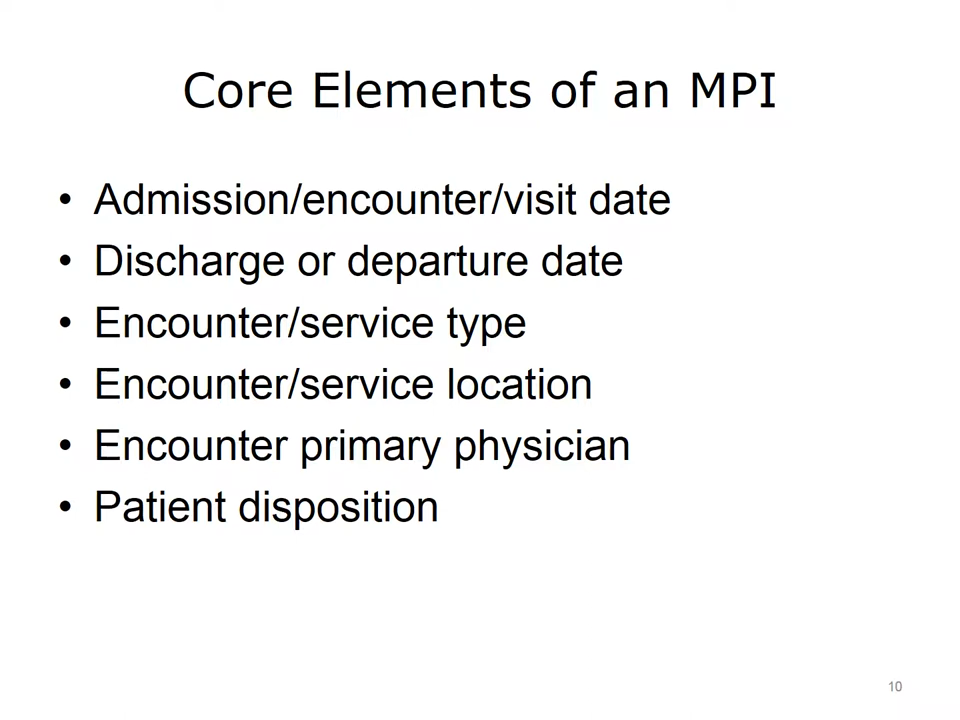 Core Elements of an MPI
• Admission/encounter/visit date
• Discharge or departure date
• Encounter/service type
• Encounter/service location
• Encounter primary physician
• Patient disposition
10